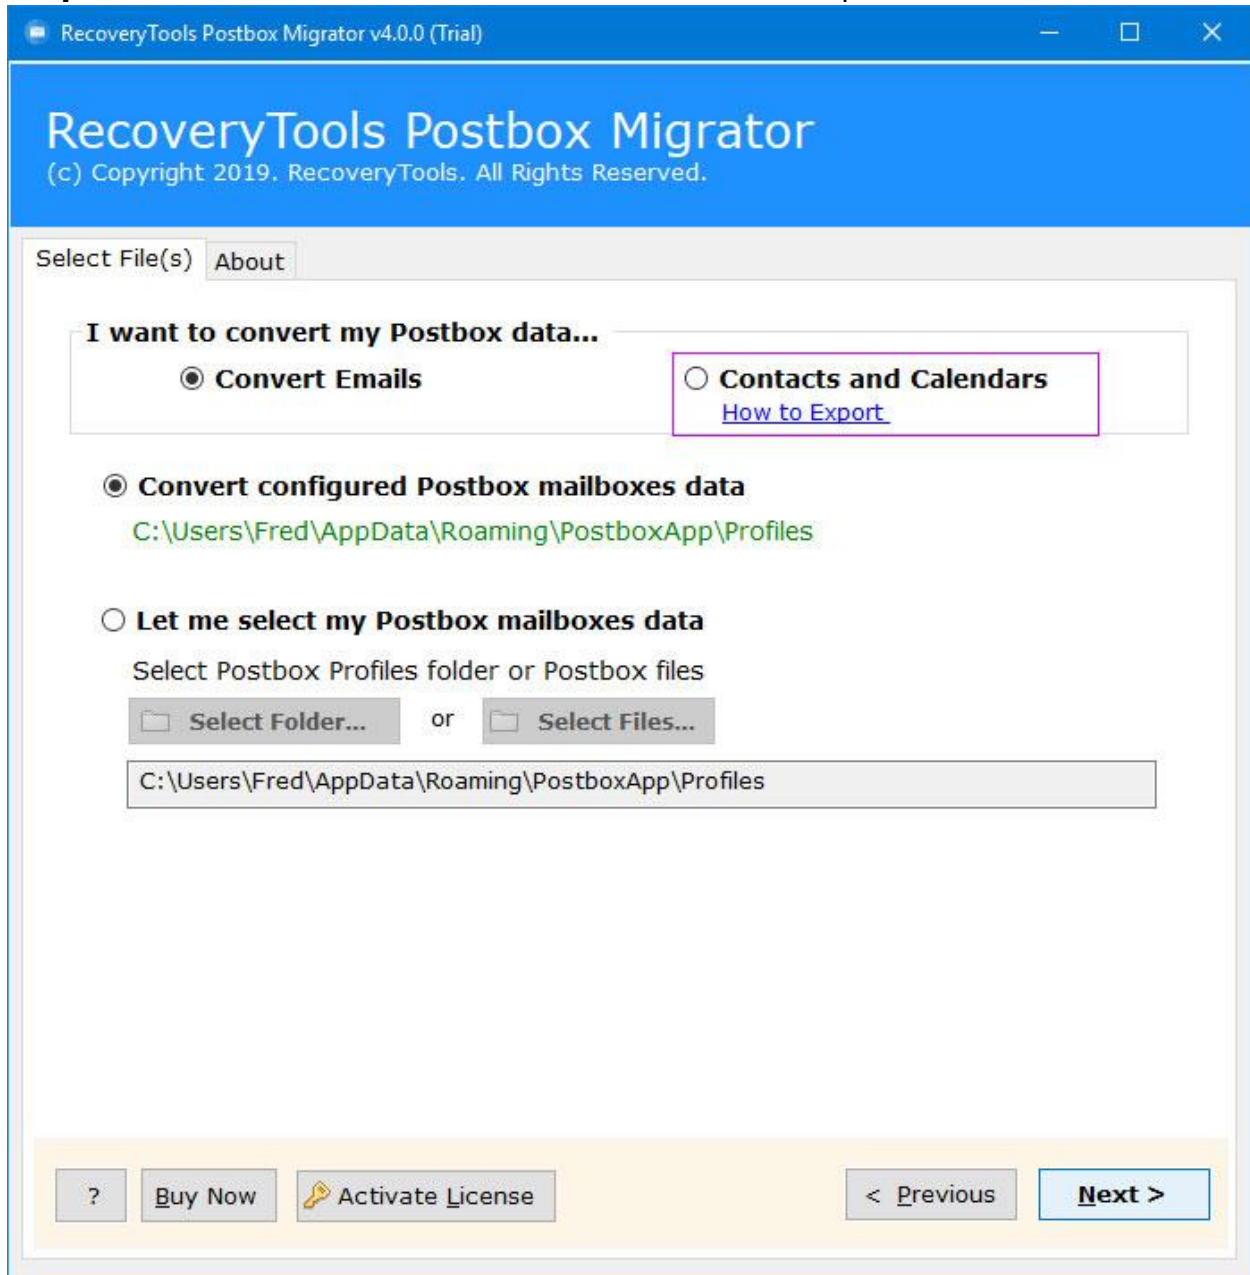 RecoveryTools Postbox Migrator v4.0.0 (Trial)
RecoveryTools Postbox Migrator
(c) Copyright 2019. RecoveryTools. All Rights Reserved.
Select File(s) About
I want to convert my Postbox data...
Convert Emails Contacts and Calendars
How to Export
Convert configured Postbox mailboxes data
C:\Users\Fred\AppData\Roaming\PostboxApp\Profiles
Let me select my Postbox mailboxes data
Select Postbox Profiles folder or Postbox files
Select Folder... or Select Files...
C:\Users\Fred\AppData\Roaming\PostboxApp\Profiles
? Buy Now Activate License < Previous Next >